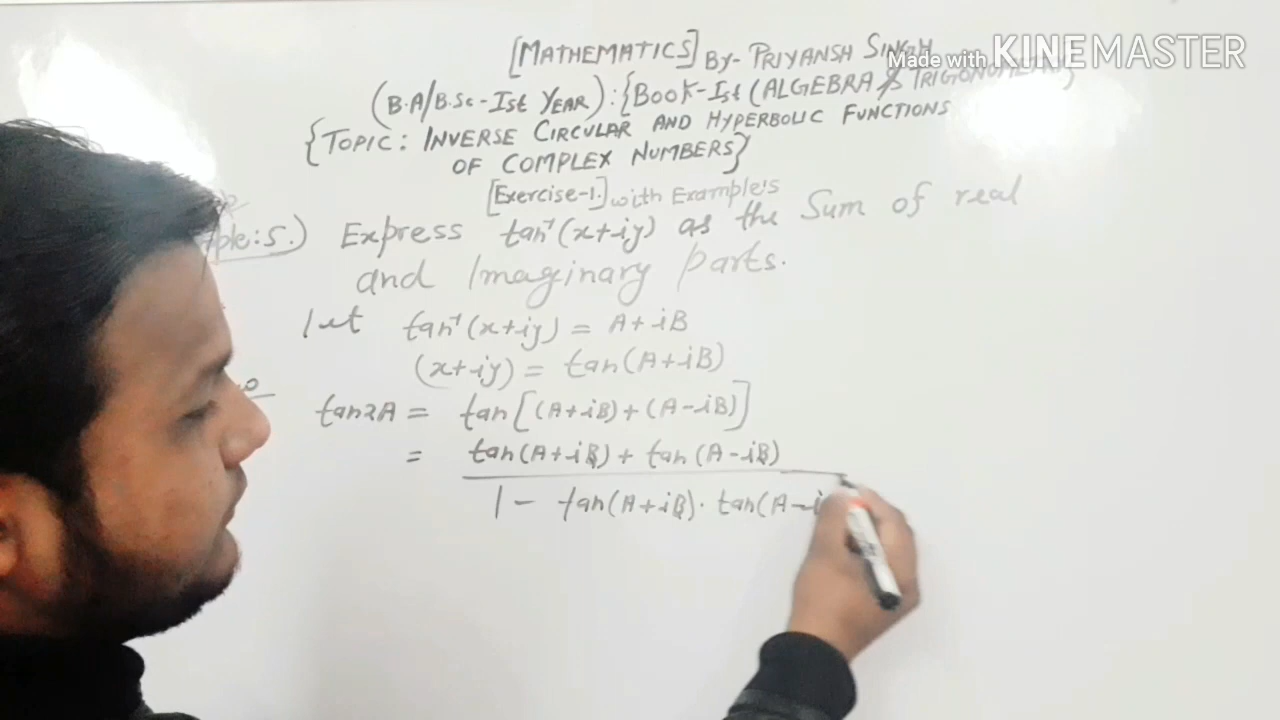 [MATHEMATICS] By- PRIYANSH SINGH
Made with KINEMASTER
(B.A/B.Sc-Ist YEAR):{BOOK-Ist (ALGEBRA & TRIGONOMETRY)}
{TOPIC: INVERSE CIRCULAR AND HYPERBOLIC FUNCTIONS
OF COMPLEX NUMBERS}
[Exercise-1.] with Example:s
ple:5.) Express tan⁻¹(x+iy) as the Sum of real
and Imaginary parts.
let tan⁻¹(x+iy) = A+iB
(x+iy) = tan(A+iB)
tan2A = tan[(A+iB)+(A-iB)]
= tan(A+iB) + tan(A-iB)
1 - tan(A+iB). tan(A-i